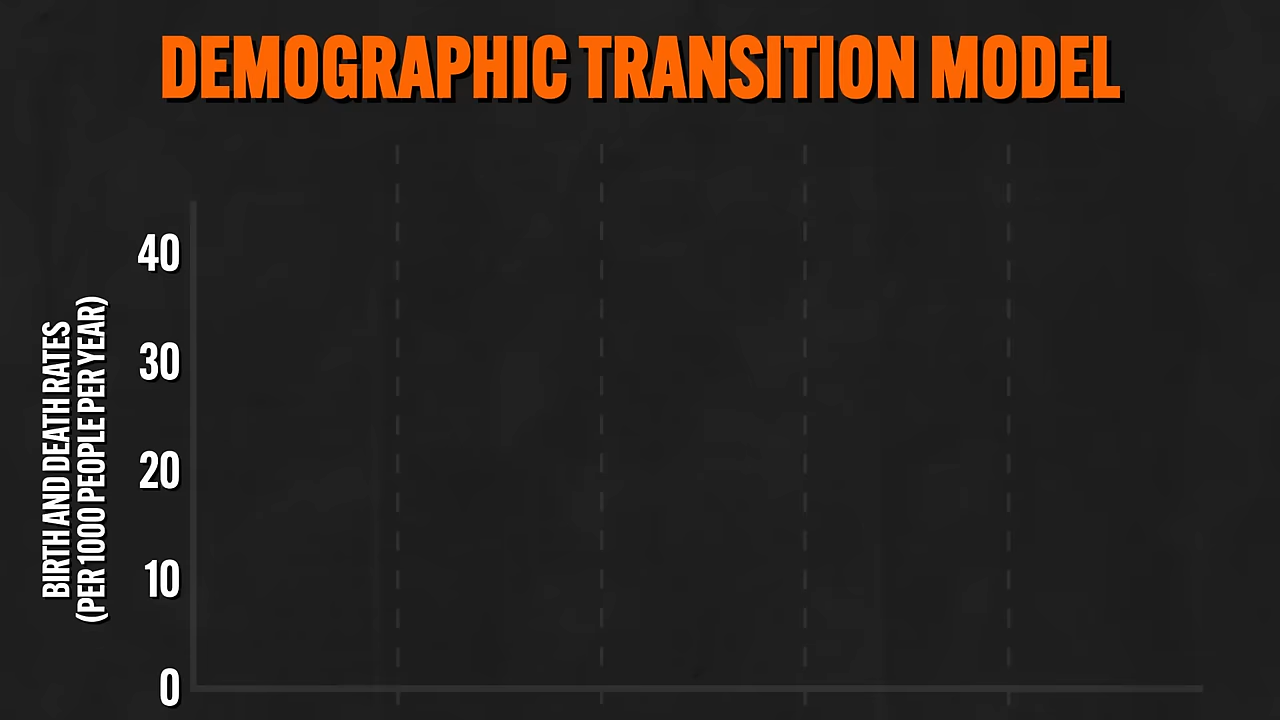 DEMOGRAPHIC TRANSITION MODEL
BIRTH AND DEATH RATES
(PER 1000 PEOPLE PER YEAR)
40
30
20
10
0